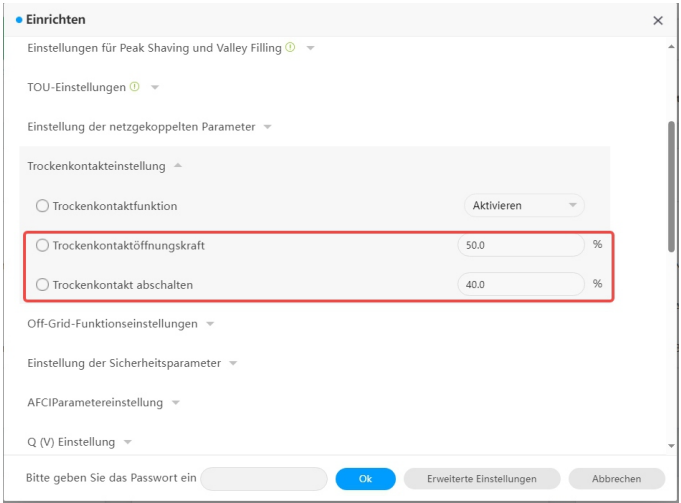 Einrichten
Einstellungen für Peak Shaving und Valley Filling
TOU-Einstellungen
Einstellung der netzgekoppelten Parameter
Trockenkontakteinstellung
Trockenkontaktfunktion Aktivieren
Trockenkontaktöffnungskraft 50.0 %
Trockenkontakt abschalten 40.0 %
Off-Grid-Funktionseinstellungen
Einstellung der Sicherheitsparameter
AFCIParametereinstellung
Q (V) Einstellung
Bitte geben Sie das Passwort ein Ok Erweiterte Einstellungen Abbrechen